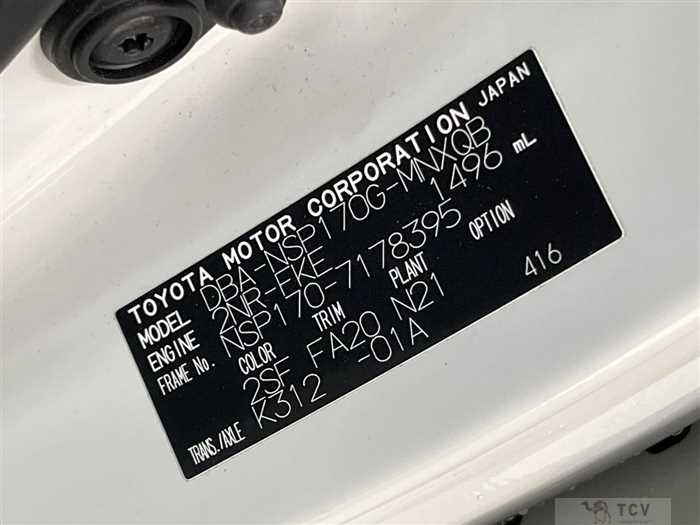 TOYOTA MOTOR CORPORATION JAPAN
MODEL DBA-NSP170G-MNXQB
ENGINE 2NR-FKE 1496 mL
FRAME No. NSP170-7178395
COLOR TRIM PLANT OPTION
2SF FA20 N21 416
TRANS./AXLE K312 -01A
TCV